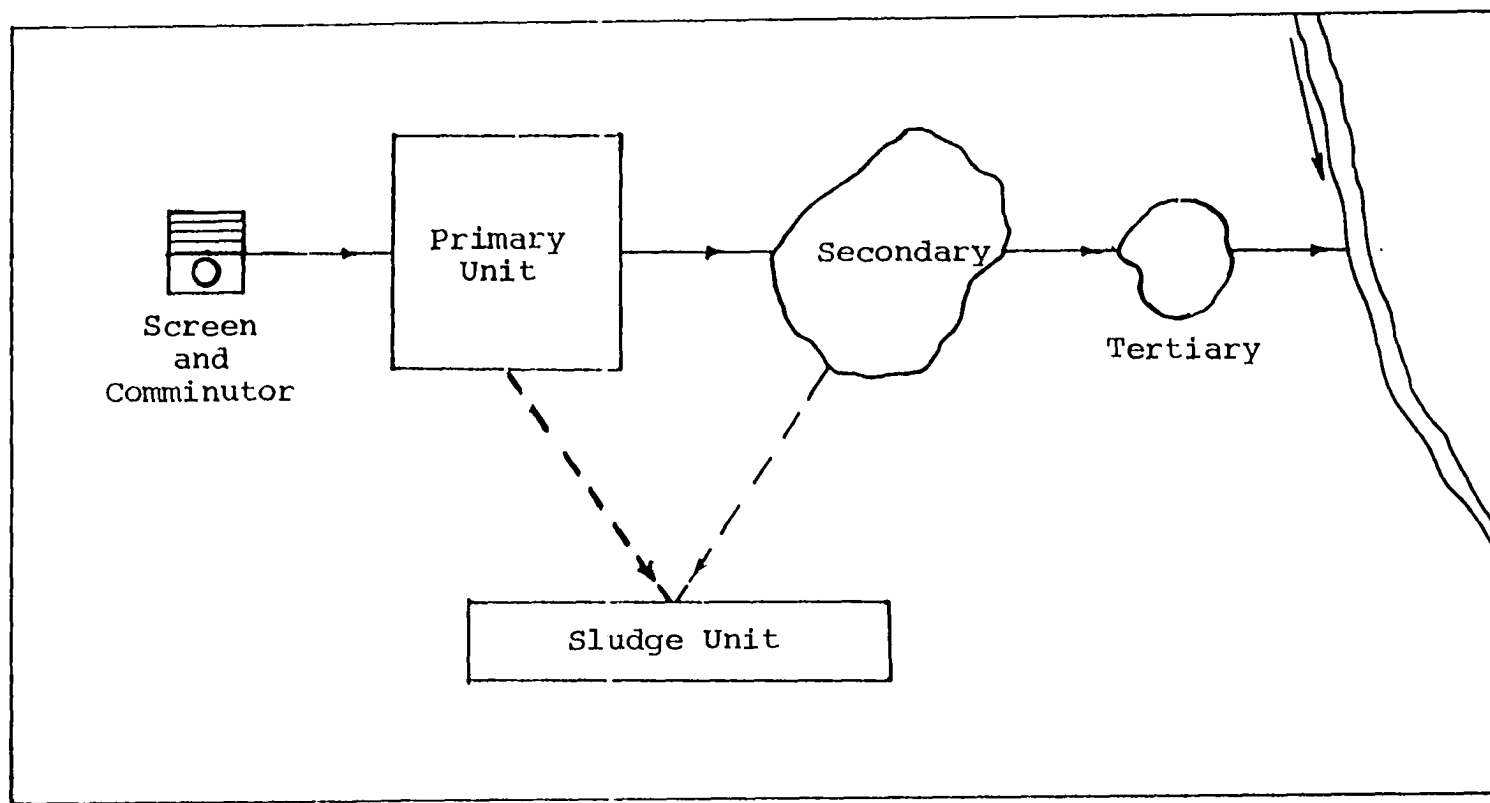 Screen
and
Comminutor
Primary
Unit
Secondary
Tertiary
Sludge Unit